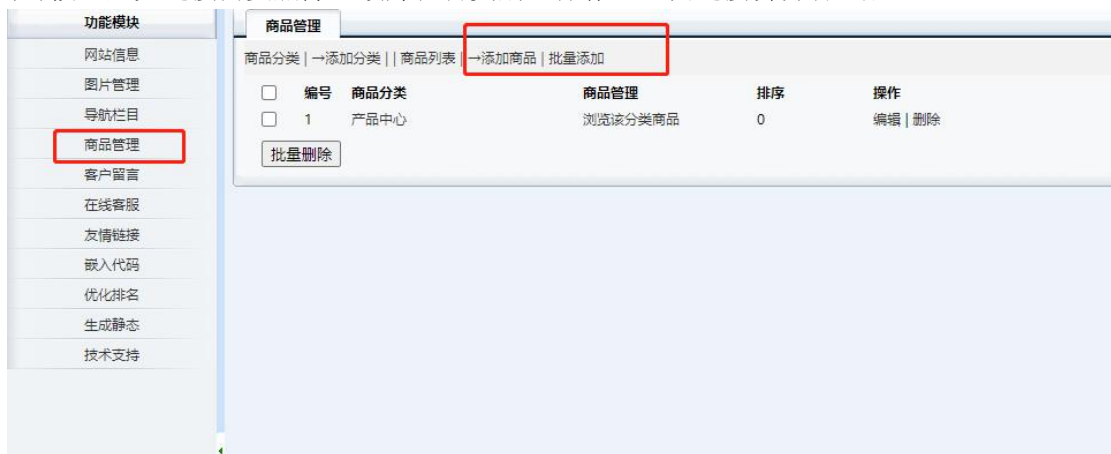 功能模块
网站信息
图片管理
导航栏目
商品管理
客户留言
在线客服
友情链接
嵌入代码
优化排名
生成静态
技术支持
商品管理
商品分类 | →添加分类 | | 商品列表 | →添加商品 | 批量添加
编号 商品分类 商品管理 排序 操作
1 产品中心 浏览该分类商品 0 编辑 | 删除
批量删除